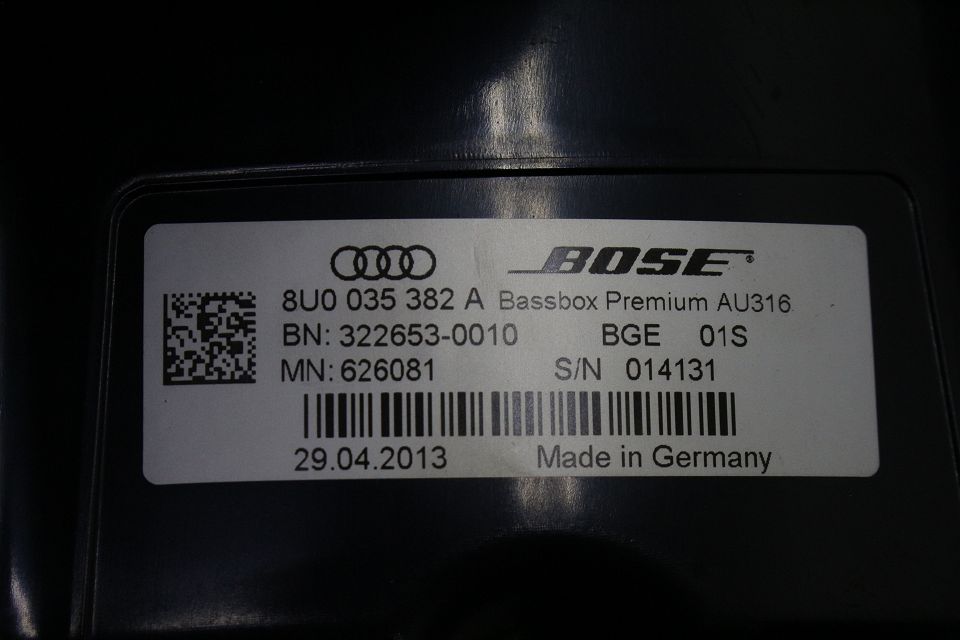 BOSE®
8U0 035 382 A Bassbox Premium AU316
BN: 322653-0010 BGE 01S
MN: 626081 S/N 014131
29.04.2013 Made in Germany